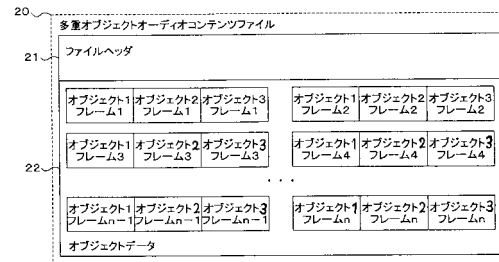 20
多重オブジェクトオーディオコンテンツファイル
21
ファイルヘッダ
オブジェクト1 オブジェクト2 オブジェクト3 オブジェクト1 オブジェクト2 オブジェクト3
フレーム1 フレーム1 フレーム1 フレーム2 フレーム2 フレーム2
オブジェクト1 オブジェクト2 オブジェクト3 オブジェクト1 オブジェクト2 オブジェクト3
フレーム3 フレーム3 フレーム3 フレーム4 フレーム4 フレーム4
22
・・・
オブジェクト1 オブジェクト2 オブジェクト3 オブジェクト1 オブジェクト2 オブジェクト3
フレームn-1 フレームn-1 フレームn-1 フレームn フレームn フレームn
オブジェクトデータ